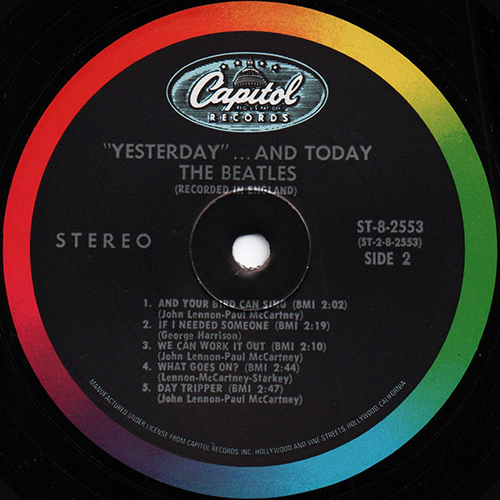 Capitol
REG. U.S. PAT. OFF.
RECORDS
"YESTERDAY" ...AND TODAY
THE BEATLES
(RECORDED IN ENGLAND)
STEREO
ST-8-2553
(ST-2-8-2553)
SIDE 2
1. AND YOUR BIRD CAN SING (BMI 2:02)
(John Lennon-Paul McCartney)
2. IF I NEEDED SOMEONE (BMI 2:19)
(George Harrison)
3. WE CAN WORK IT OUT (BMI 2:10)
(John Lennon-Paul McCartney)
4. WHAT GOES ON? (BMI 2:44)
(Lennon-McCartney-Starkey)
5. DAY TRIPPER (BMI 2:47)
(John Lennon-Paul McCartney)
MANUFACTURED UNDER LICENSE FROM CAPITOL RECORDS INC. HOLLYWOOD AND VINE STREETS, HOLLYWOOD, CALIFORNIA